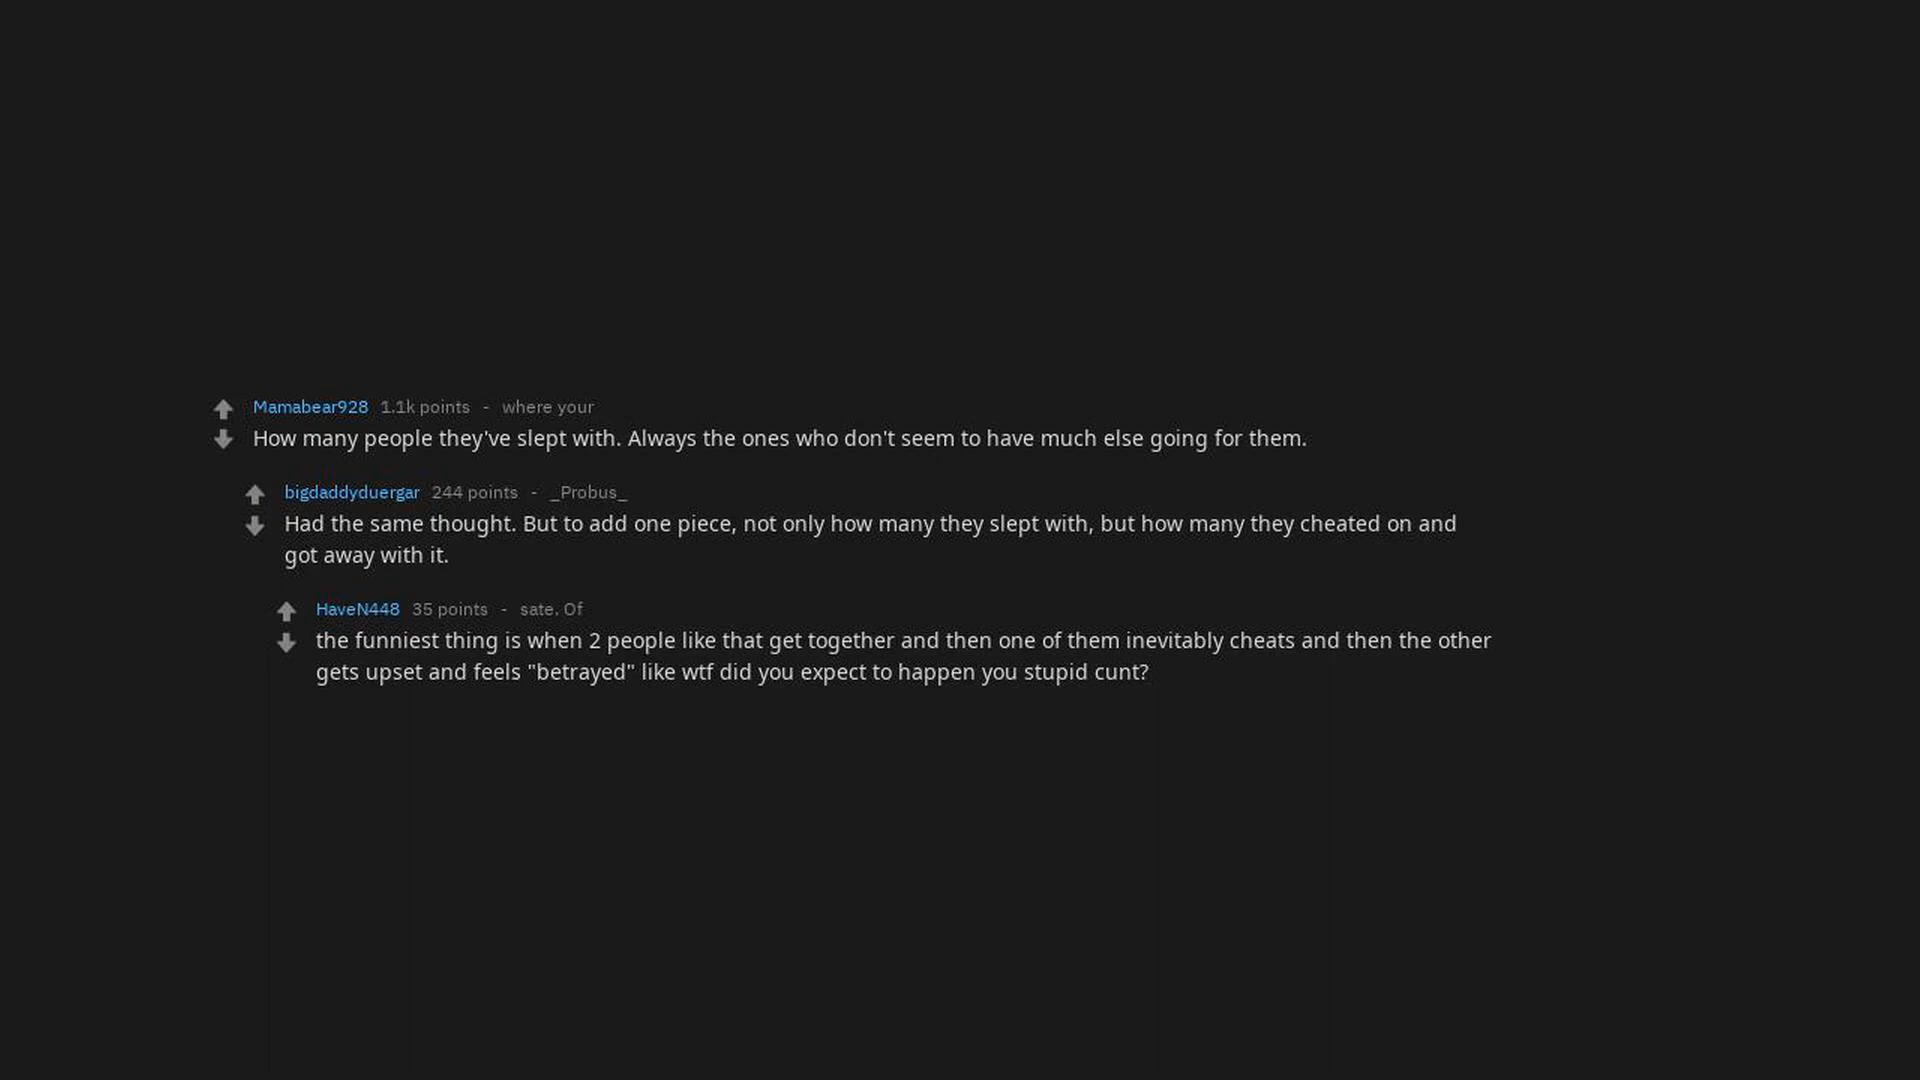 Mamabear928 1.1k points - where your
How many people they've slept with. Always the ones who don't seem to have much else going for them.
bigdaddyduergar 244 points - _Probus_
Had the same thought. But to add one piece, not only how many they slept with, but how many they cheated on and
got away with it.
HaveN448 35 points - sate. Of
the funniest thing is when 2 people like that get together and then one of them inevitably cheats and then the other
gets upset and feels "betrayed" like wtf did you expect to happen you stupid cunt?